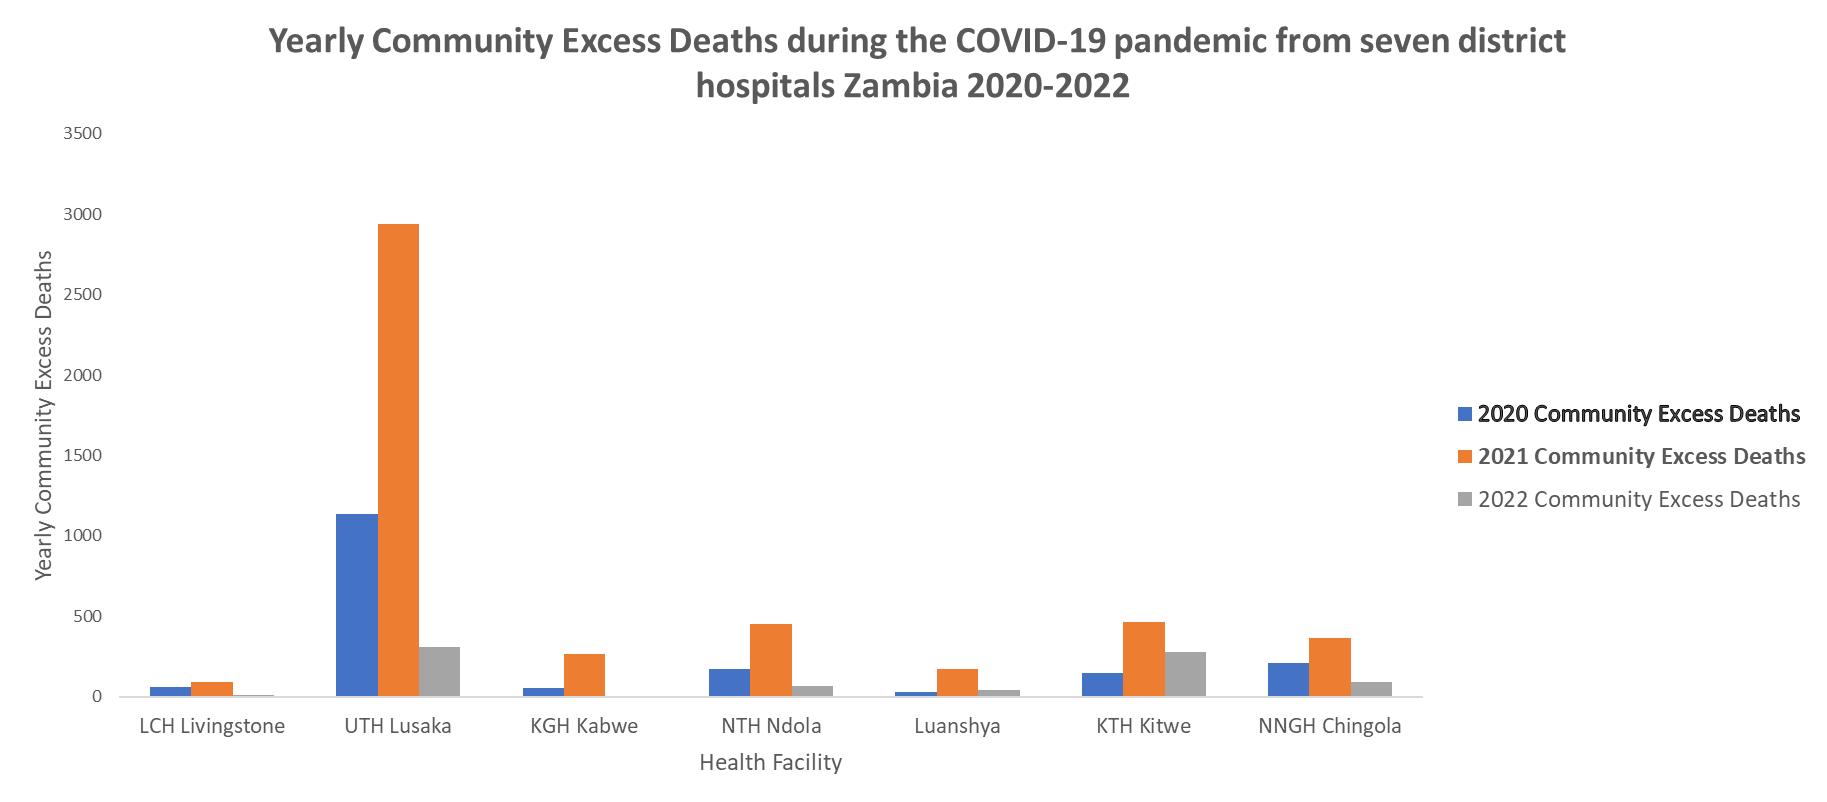 Yearly Community Excess Deaths during the COVID-19 pandemic from seven district
hospitals Zambia 2020-2022
Yearly Community Excess Deaths
3500
3000
2500
2000
1500
1000
500
0
LCH Livingstone
UTH Lusaka
KGH Kabwe
NTH Ndola
Luanshya
KTH Kitwe
NNGH Chingola
Health Facility
2020 Community Excess Deaths
2021 Community Excess Deaths
2022 Community Excess Deaths